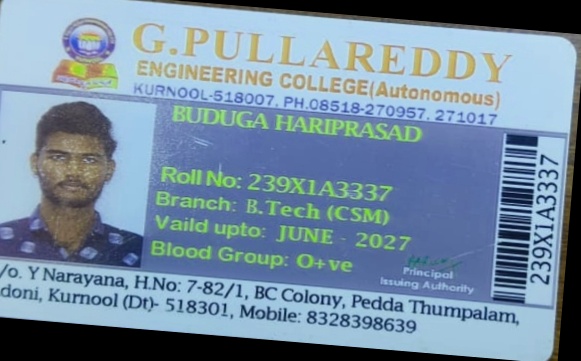 G.PULLAREDDY
ENGINEERING COLLEGE(Autonomous)
KURNOOL-518007, PH.08518-270957, 271017
BUDUGA HARIPRASAD
Roll No: 239X1A3337
Branch: B.Tech (CSM)
Vaild upto: JUNE - 2027
Blood Group: O+ve
Principal
Issuing Authority
239X1A3337
/o. Y Narayana, H.No: 7-82/1, BC Colony, Pedda Thumpalam,
doni, Kurnool (Dt)- 518301, Mobile: 8328398639